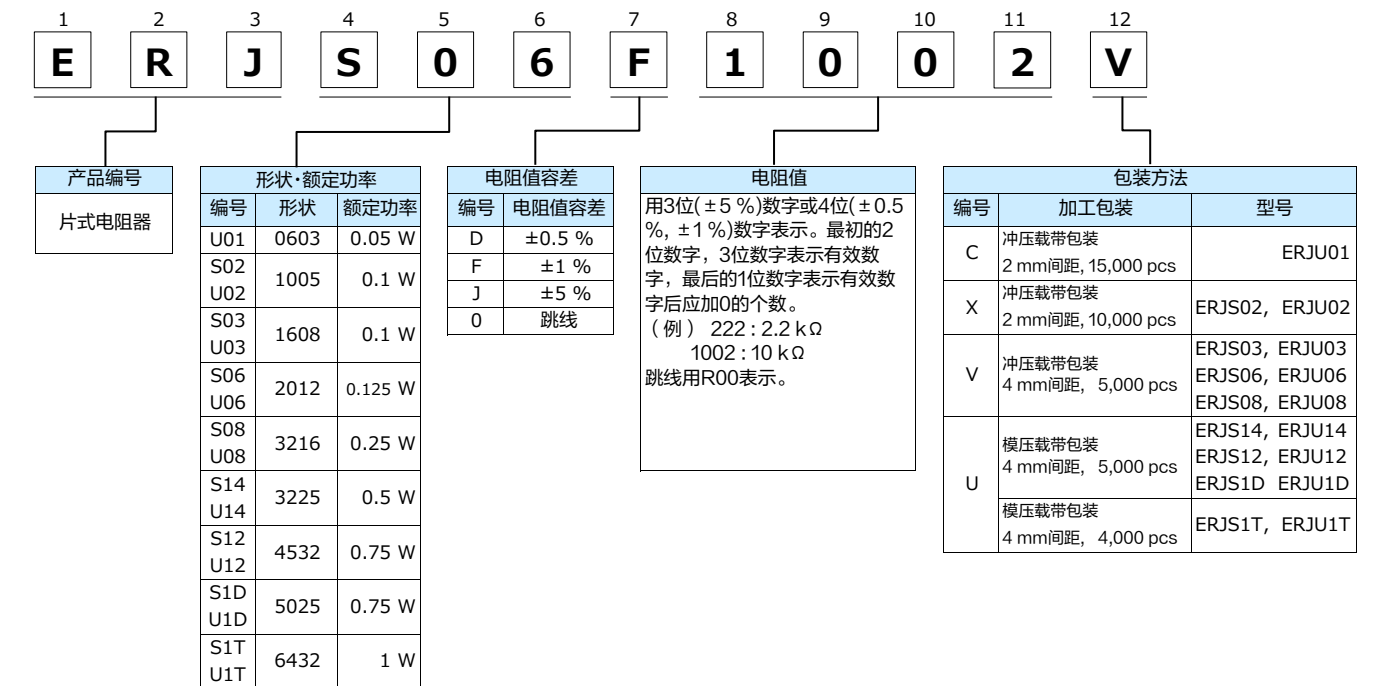 1 2 3 4 5 6 7 8 9 10 11 12
E R J S 0 6 F 1 0 0 2 V
产品编号
片式电阻器
形状·额定功率
编号 形状 额定功率
U01 0603 0.05 W
S02
U02
1005 0.1 W
S03
U03
1608 0.1 W
S06
U06
2012 0.125 W
S08
U08
3216 0.25 W
S14
U14
3225 0.5 W
S12
U12
4532 0.75 W
S1D
U1D
5025 0.75 W
S1T
U1T
6432 1 W
电阻值容差
编号 电阻值容差
D ±0.5 %
F ±1 %
J ±5 %
0 跳线
电阻值
用3位(±5 %)数字或4位(±0.5
%, ±1 %)数字表示。最初的2
位数字，3位数字表示有效数
字，最后的1位数字表示有效数
字后应加0的个数。
（例） 222 : 2.2 kΩ
1002 : 10 kΩ
跳线用R00表示。
包装方法
编号 加工包装 型号
C
冲压载带包装
2 mm间距, 15,000 pcs
ERJU01
X
冲压载带包装
2 mm间距, 10,000 pcs
ERJS02, ERJU02
V
冲压载带包装
4 mm间距, 5,000 pcs
ERJS03, ERJU03
ERJS06, ERJU06
ERJS08, ERJU08
U
模压载带包装
4 mm间距, 5,000 pcs
ERJS14, ERJU14
ERJS12, ERJU12
ERJS1D ERJU1D
模压载带包装
4 mm间距, 4,000 pcs
ERJS1T, ERJU1T